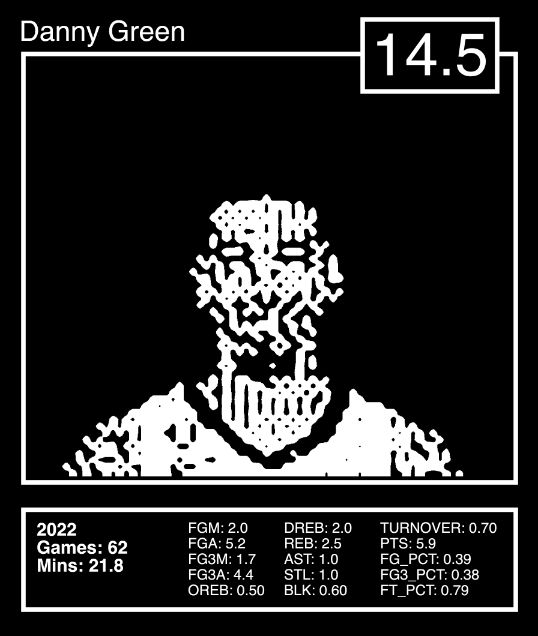 Danny Green
14.5
2022
Games: 62
Mins: 21.8
FGM: 2.0
FGA: 5.2
FG3M: 1.7
FG3A: 4.4
OREB: 0.50
DREB: 2.0
REB: 2.5
AST: 1.0
STL: 1.0
BLK: 0.60
TURNOVER: 0.70
PTS: 5.9
FG_PCT: 0.39
FG3_PCT: 0.38
FT_PCT: 0.79